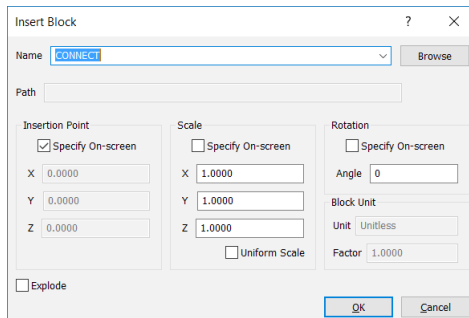 Insert Block ? X
Name CONNECT Browse
Path
Insertion Point Scale Rotation
Specify On-screen Specify On-screen Specify On-screen
X 0.0000 X 1.0000 Angle 0
Y 0.0000 Y 1.0000 Block Unit
Z 0.0000 Z 1.0000 Unit Unitless
Uniform Scale Factor 1.0000
Explode
OK Cancel